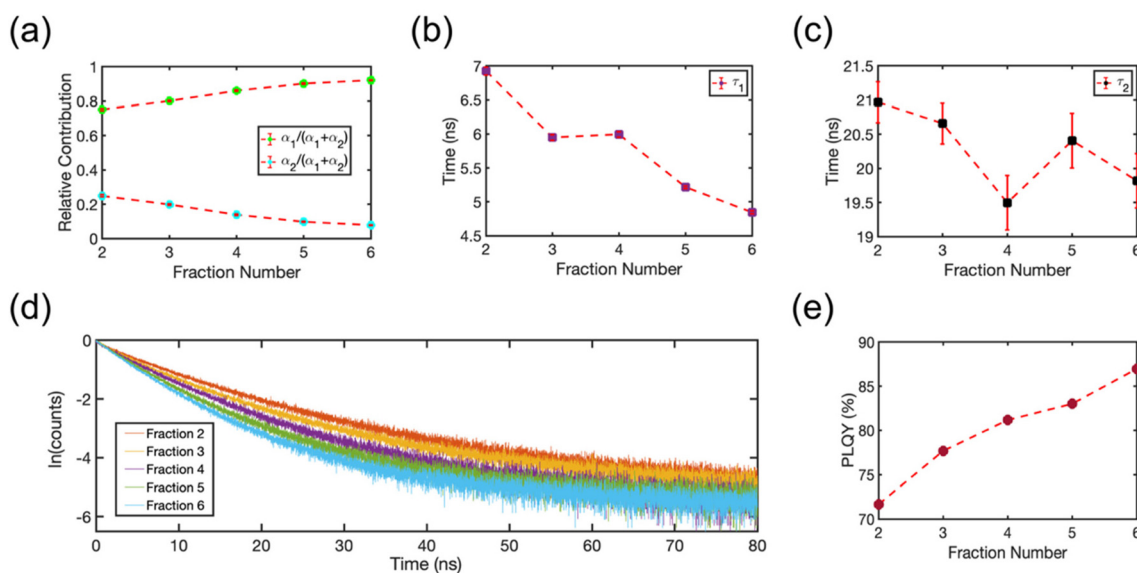 (a)
1
0.8
0.6
0.4
0.2
0
2
3
4
5
6
Relative Contribution
Fraction Number
α₁/(α₁+α₂)
α₂/(α₁+α₂)
(b)
7
6.5
6
5.5
5
4.5
2
3
4
5
6
Time (ns)
Fraction Number
τ₁
(c)
21.5
21
20.5
20
19.5
19
2
3
4
5
6
Time (ns)
Fraction Number
τ₂
(d)
0
-2
-4
-6
0
10
20
30
40
50
60
70
80
ln(counts)
Time (ns)
Fraction 2
Fraction 3
Fraction 4
Fraction 5
Fraction 6
(e)
90
85
80
75
70
2
3
4
5
6
PLQY (%)
Fraction Number